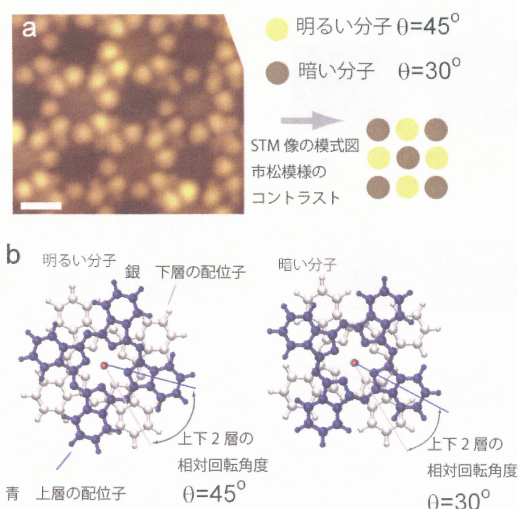 a
明るい分子 θ=45°
暗い分子 θ=30°
STM 像の模式図
市松模様の
コントラスト
b
明るい分子
銀 下層の配位子
暗い分子
上下2層の
相対回転角度
θ=45°
青 上層の配位子
上下2層の
相対回転角度
θ=30°